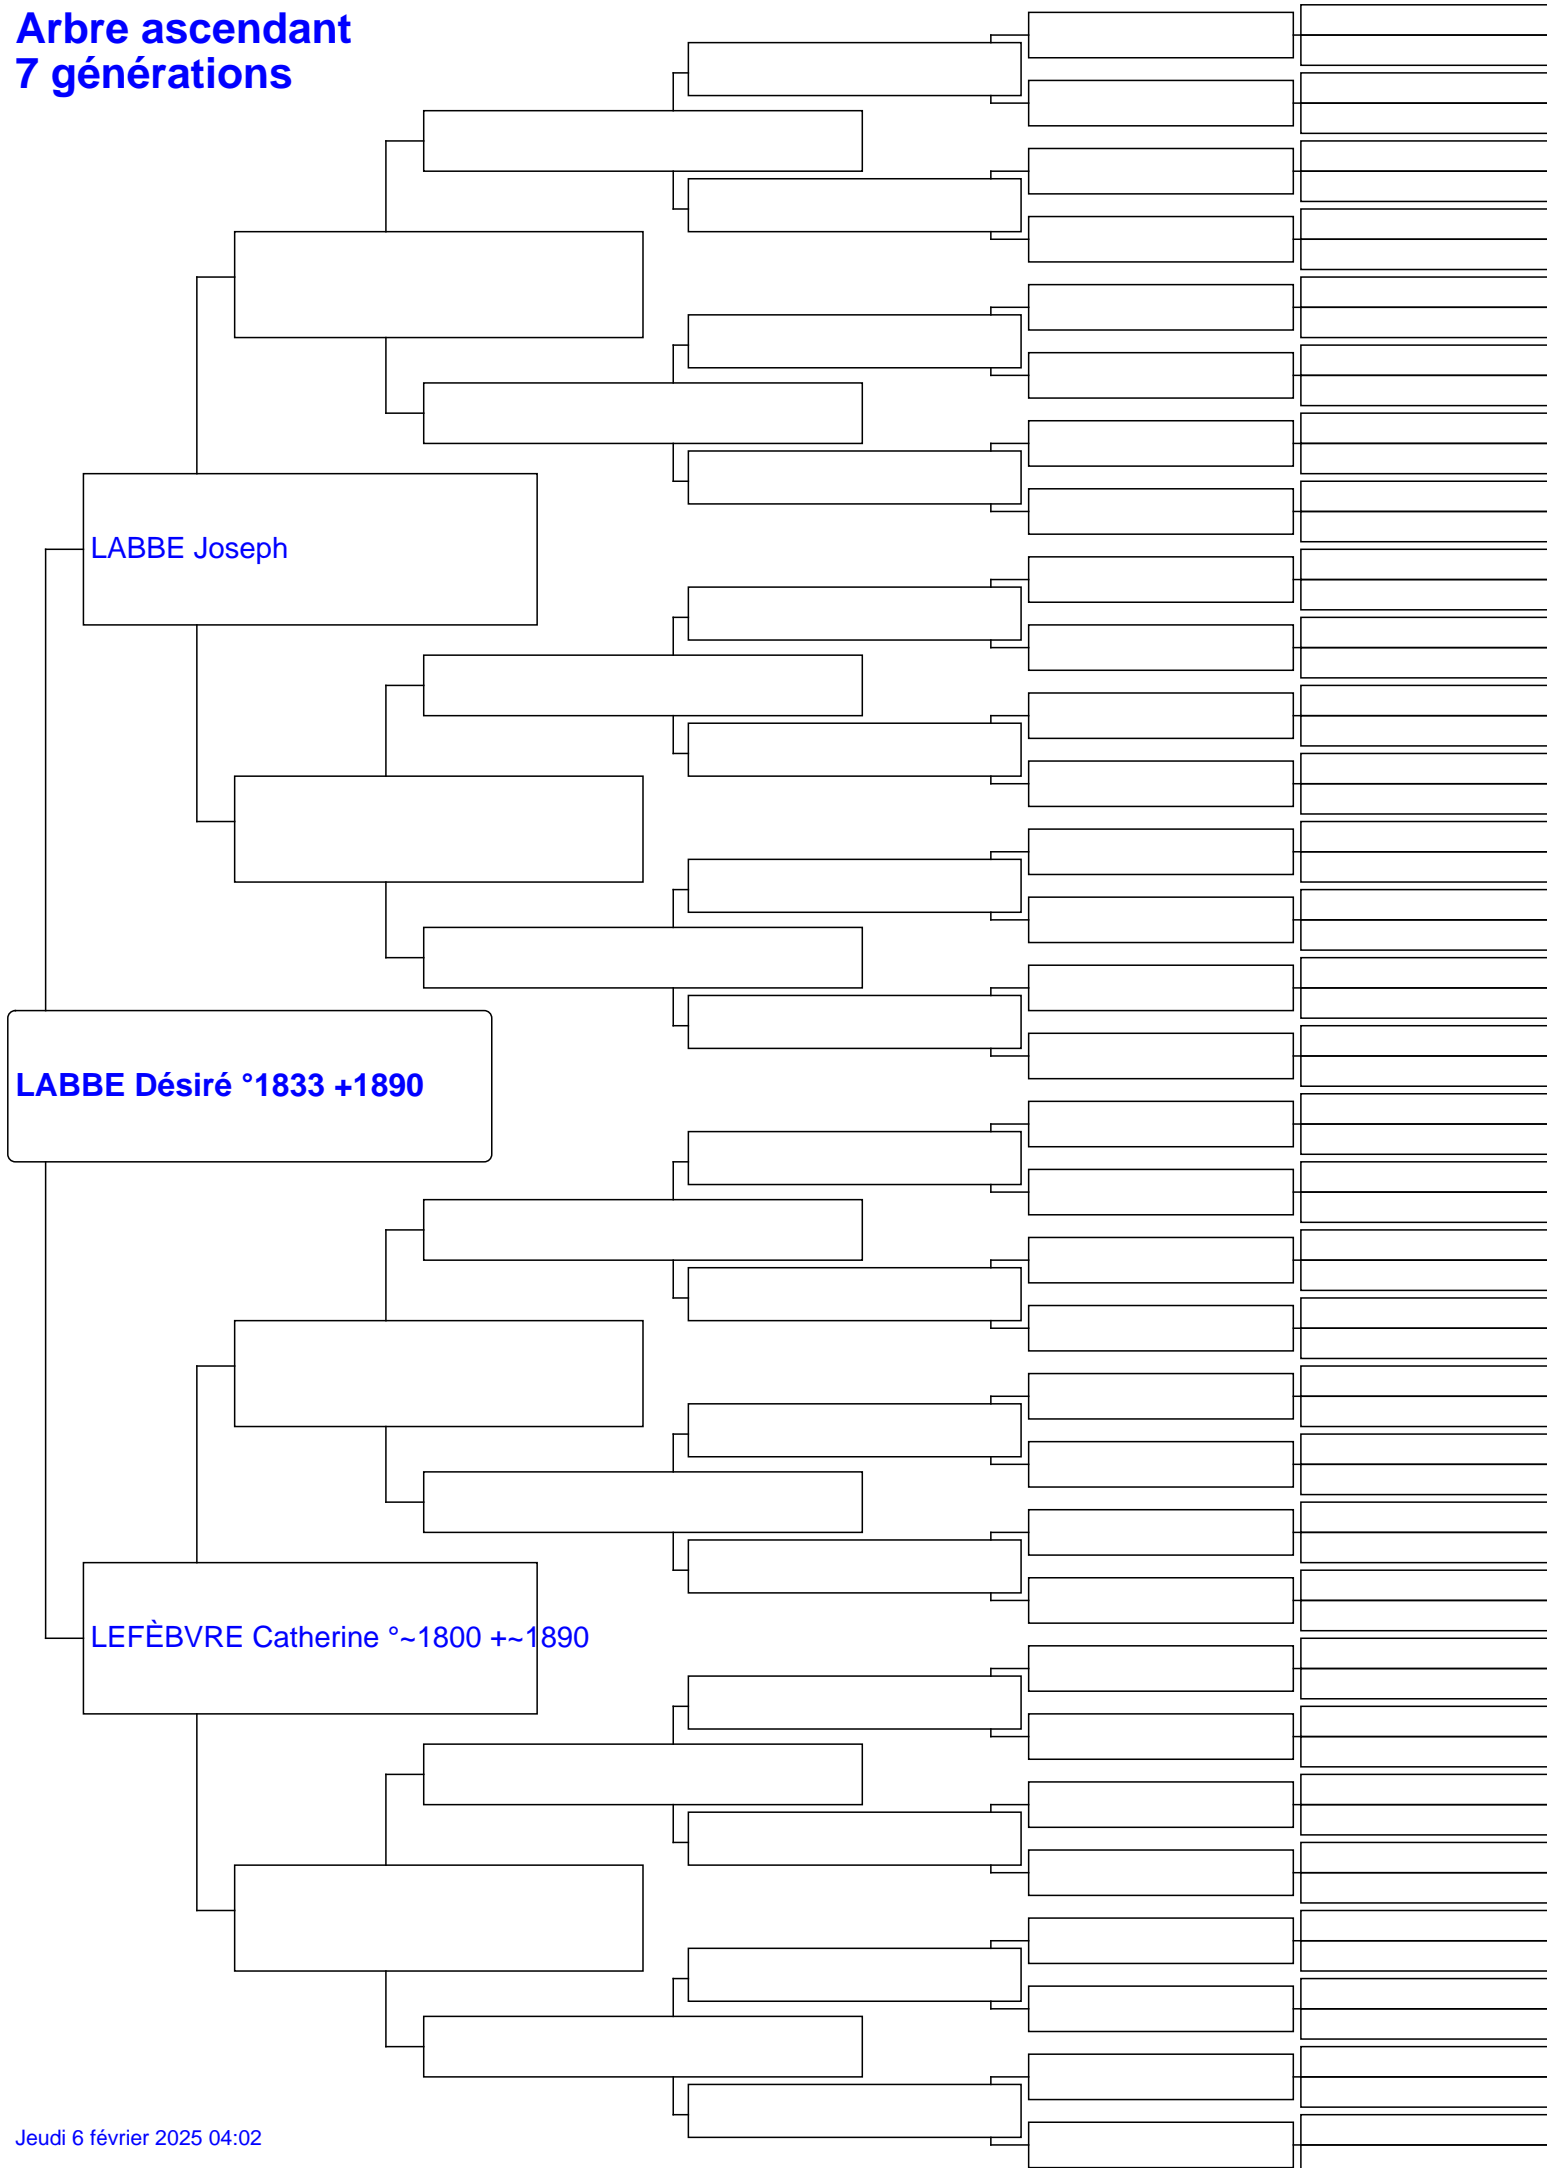 Arbre ascendant
7 générations
LABBE Joseph
LABBE Désiré °1833 +1890
LEFÈBVRE Catherine °~1800 +~1890
Jeudi 6 février 2025 04:02